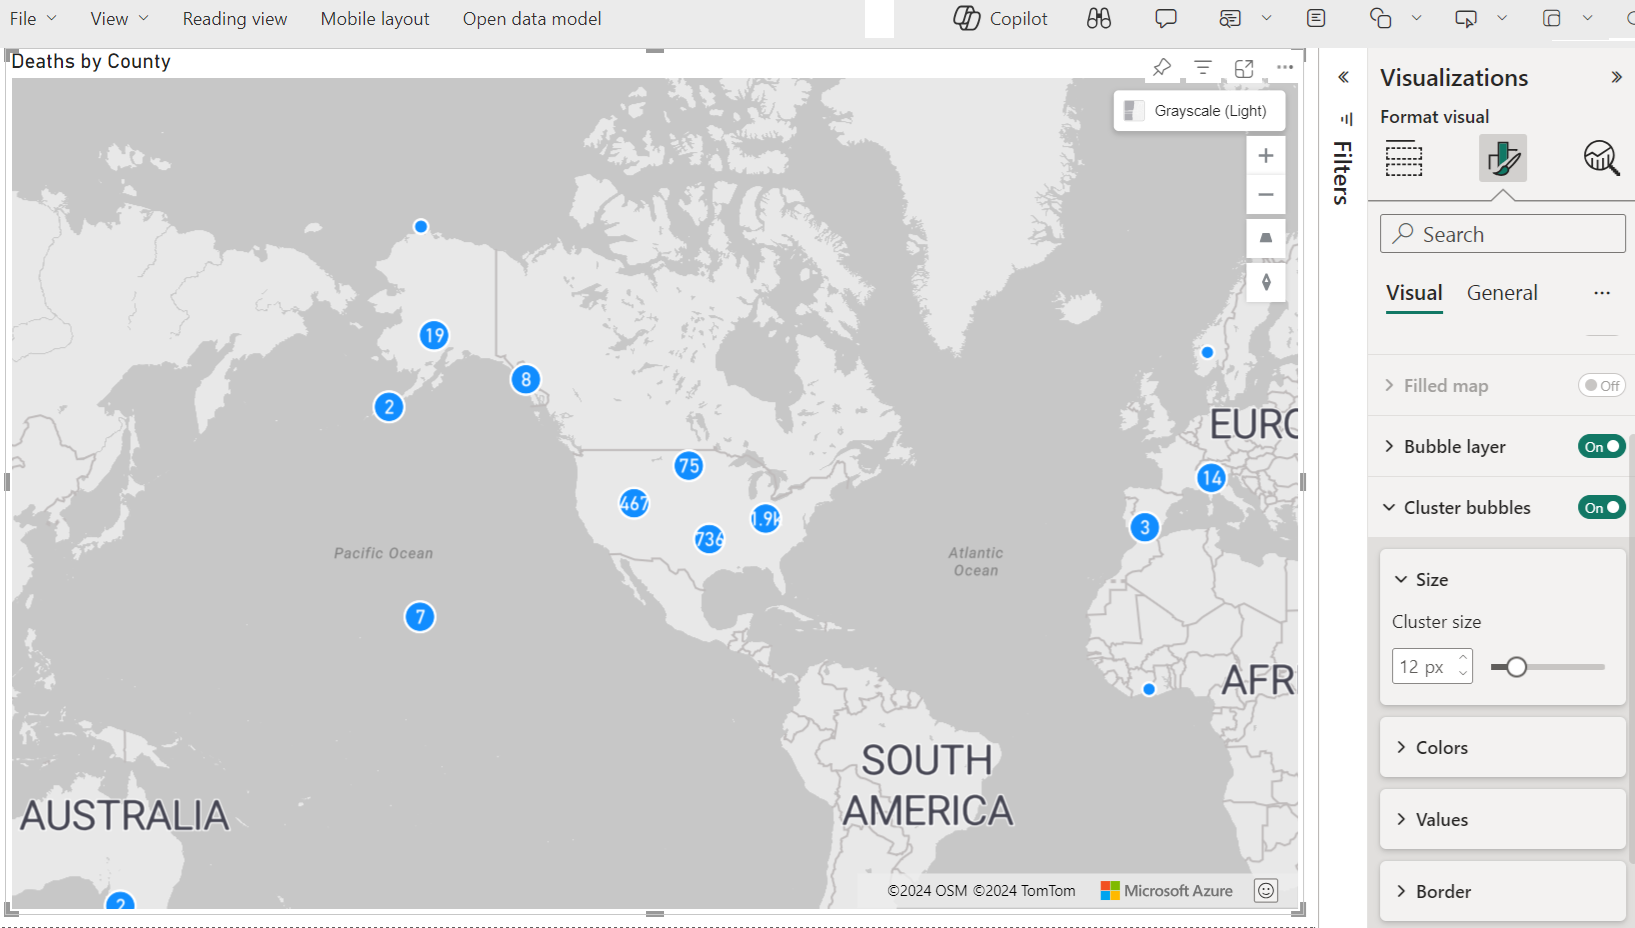 File View Reading view Mobile layout Open data model Copilot
Deaths by County
Grayscale (Light)
19
8
2
75
467
1.9k
736
14
3
7
2
Pacific Ocean
Atlantic
Ocean
EURO
AFR
SOUTH
AMERICA
AUSTRALIA
©2024 OSM ©2024 TomTom Microsoft Azure
Filters
Visualizations
Format visual
Search
Visual General
Filled map Off
Bubble layer On
Cluster bubbles On
Size
Cluster size
12 px
Colors
Values
Border